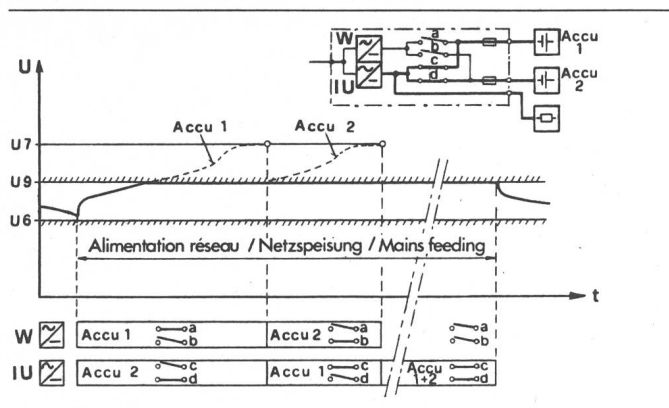 W
IU
a
b
c
d
Accu
1
Accu
2
U
Accu 1
Accu 2
U7
U9
U6
Alimentation réseau / Netzspeisung / Mains feeding
t
W Accu 1 a Accu 2 a a
b b b
IU Accu 2 c Accu 1 c Accu c
d d 1+2 d